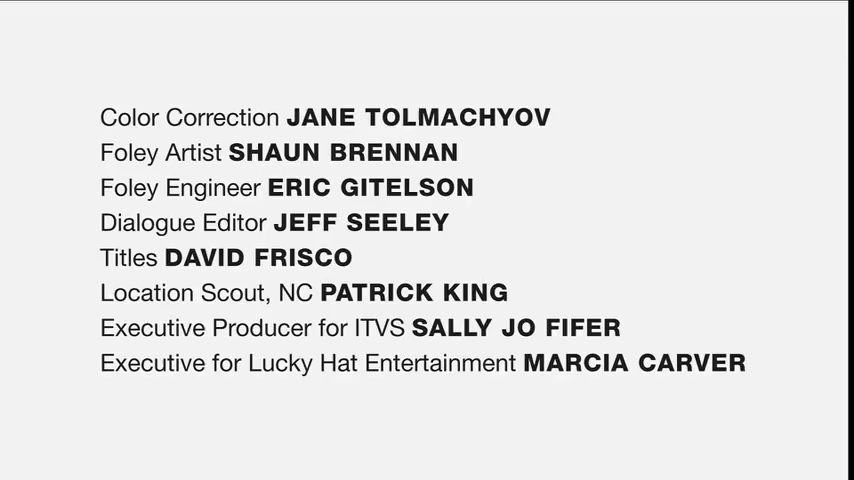 Color Correction JANE TOLMACHYOV
Foley Artist SHAUN BRENNAN
Foley Engineer ERIC GITELSON
Dialogue Editor JEFF SEELEY
Titles DAVID FRISCO
Location Scout, NC PATRICK KING
Executive Producer for ITVS SALLY JO FIFER
Executive for Lucky Hat Entertainment MARCIA CARVER